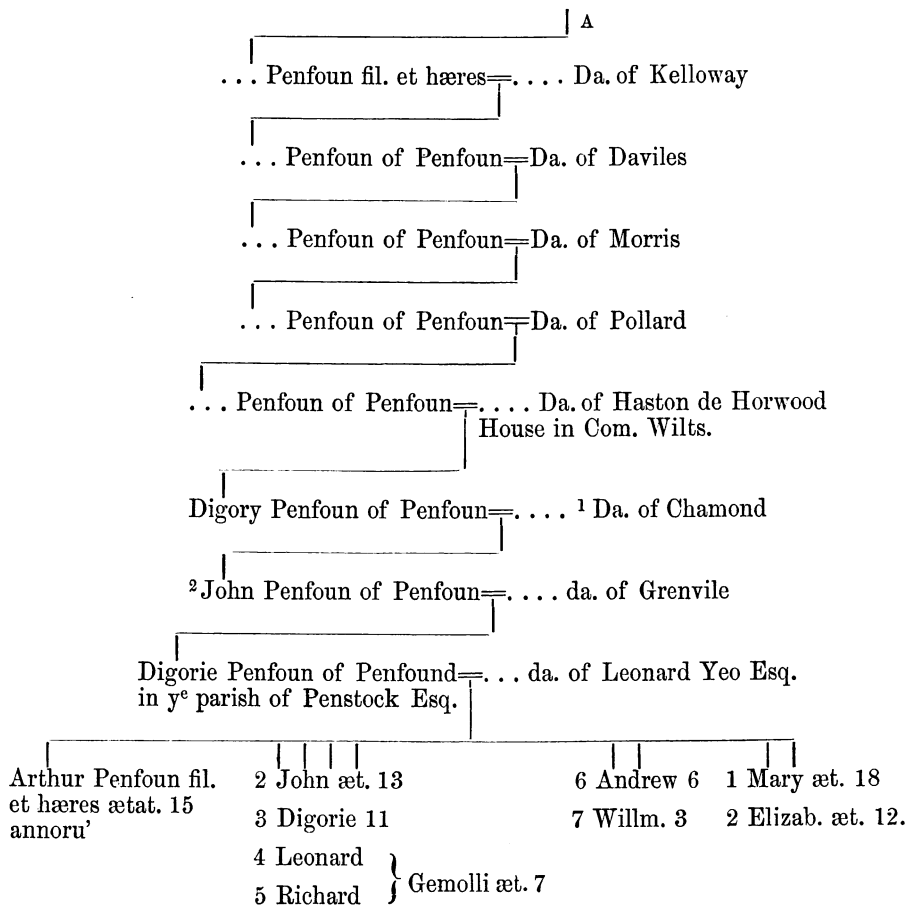 A
. . . Penfoun fil. et hæres=. . . . Da. of Kelloway
. . . Penfoun of Penfoun=Da. of Daviles
. . . Penfoun of Penfoun=Da. of Morris
. . . Penfoun of Penfoun=Da. of Pollard
. . . Penfoun of Penfoun=. . . . Da. of Haston de Horwood
House in Com. Wilts.
Digory Penfoun of Penfoun=. . . . ¹ Da. of Chamond
²John Penfoun of Penfoun=. . . . da. of Grenvile
Digorie Penfoun of Penfound=. . . da. of Leonard Yeo Esq.
in yᵉ parish of Penstock Esq.
Arthur Penfoun fil.
et hæres ætat. 15
annoru'
2 John æt. 13
3 Digorie 11
4 Leonard
5 Richard
Gemolli æt. 7
6 Andrew 6
7 Willm. 3
1 Mary æt. 18
2 Elizab. æt. 12.